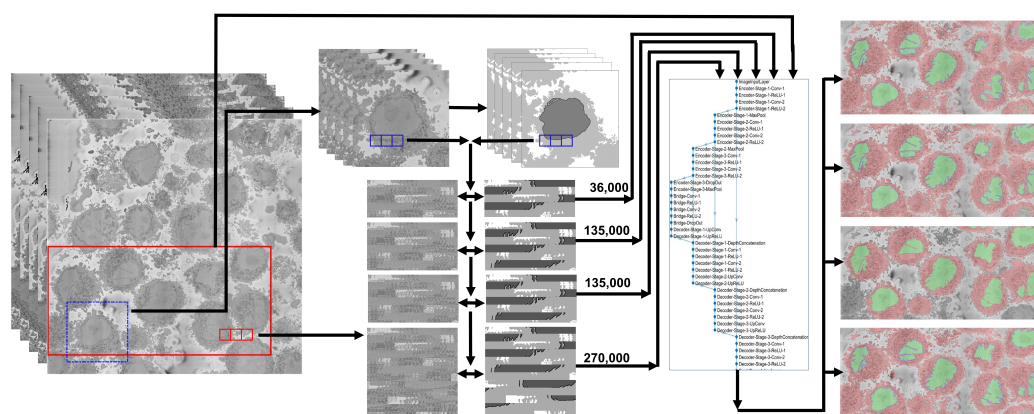 36,000
135,000
135,000
270,000
ImageInputLayer
Encoder-Stage-1-Conv-1
Encoder-Stage-1-ReLU-1
Encoder-Stage-1-Conv-2
Encoder-Stage-1-ReLU-2
Encoder-Stage-1-MaxPool
Encoder-Stage-2-Conv-1
Encoder-Stage-2-ReLU-1
Encoder-Stage-2-Conv-2
Encoder-Stage-2-ReLU-2
Encoder-Stage-2-MaxPool
Encoder-Stage-3-Conv-1
Encoder-Stage-3-ReLU-1
Encoder-Stage-3-Conv-2
Encoder-Stage-3-ReLU-2
Encoder-Stage-3-DropOut
Encoder-Stage-3-MaxPool
Bridge-Conv-1
Bridge-ReLU-1
Bridge-Conv-2
Bridge-ReLU-2
Bridge-DropOut
Decoder-Stage-1-UpConv
Decoder-Stage-1-UpReLU
Decoder-Stage-1-DepthConcatenation
Decoder-Stage-1-Conv-1
Decoder-Stage-1-ReLU-1
Decoder-Stage-1-Conv-2
Decoder-Stage-1-ReLU-2
Decoder-Stage-2-UpConv
Decoder-Stage-2-UpReLU
Decoder-Stage-2-DepthConcatenation
Decoder-Stage-2-Conv-1
Decoder-Stage-2-ReLU-1
Decoder-Stage-2-Conv-2
Decoder-Stage-2-ReLU-2
Decoder-Stage-3-UpConv
Decoder-Stage-3-UpReLU
Decoder-Stage-3-DepthConcatenation
Decoder-Stage-3-Conv-1
Decoder-Stage-3-ReLU-1
Decoder-Stage-3-Conv-2
Decoder-Stage-3-ReLU-2